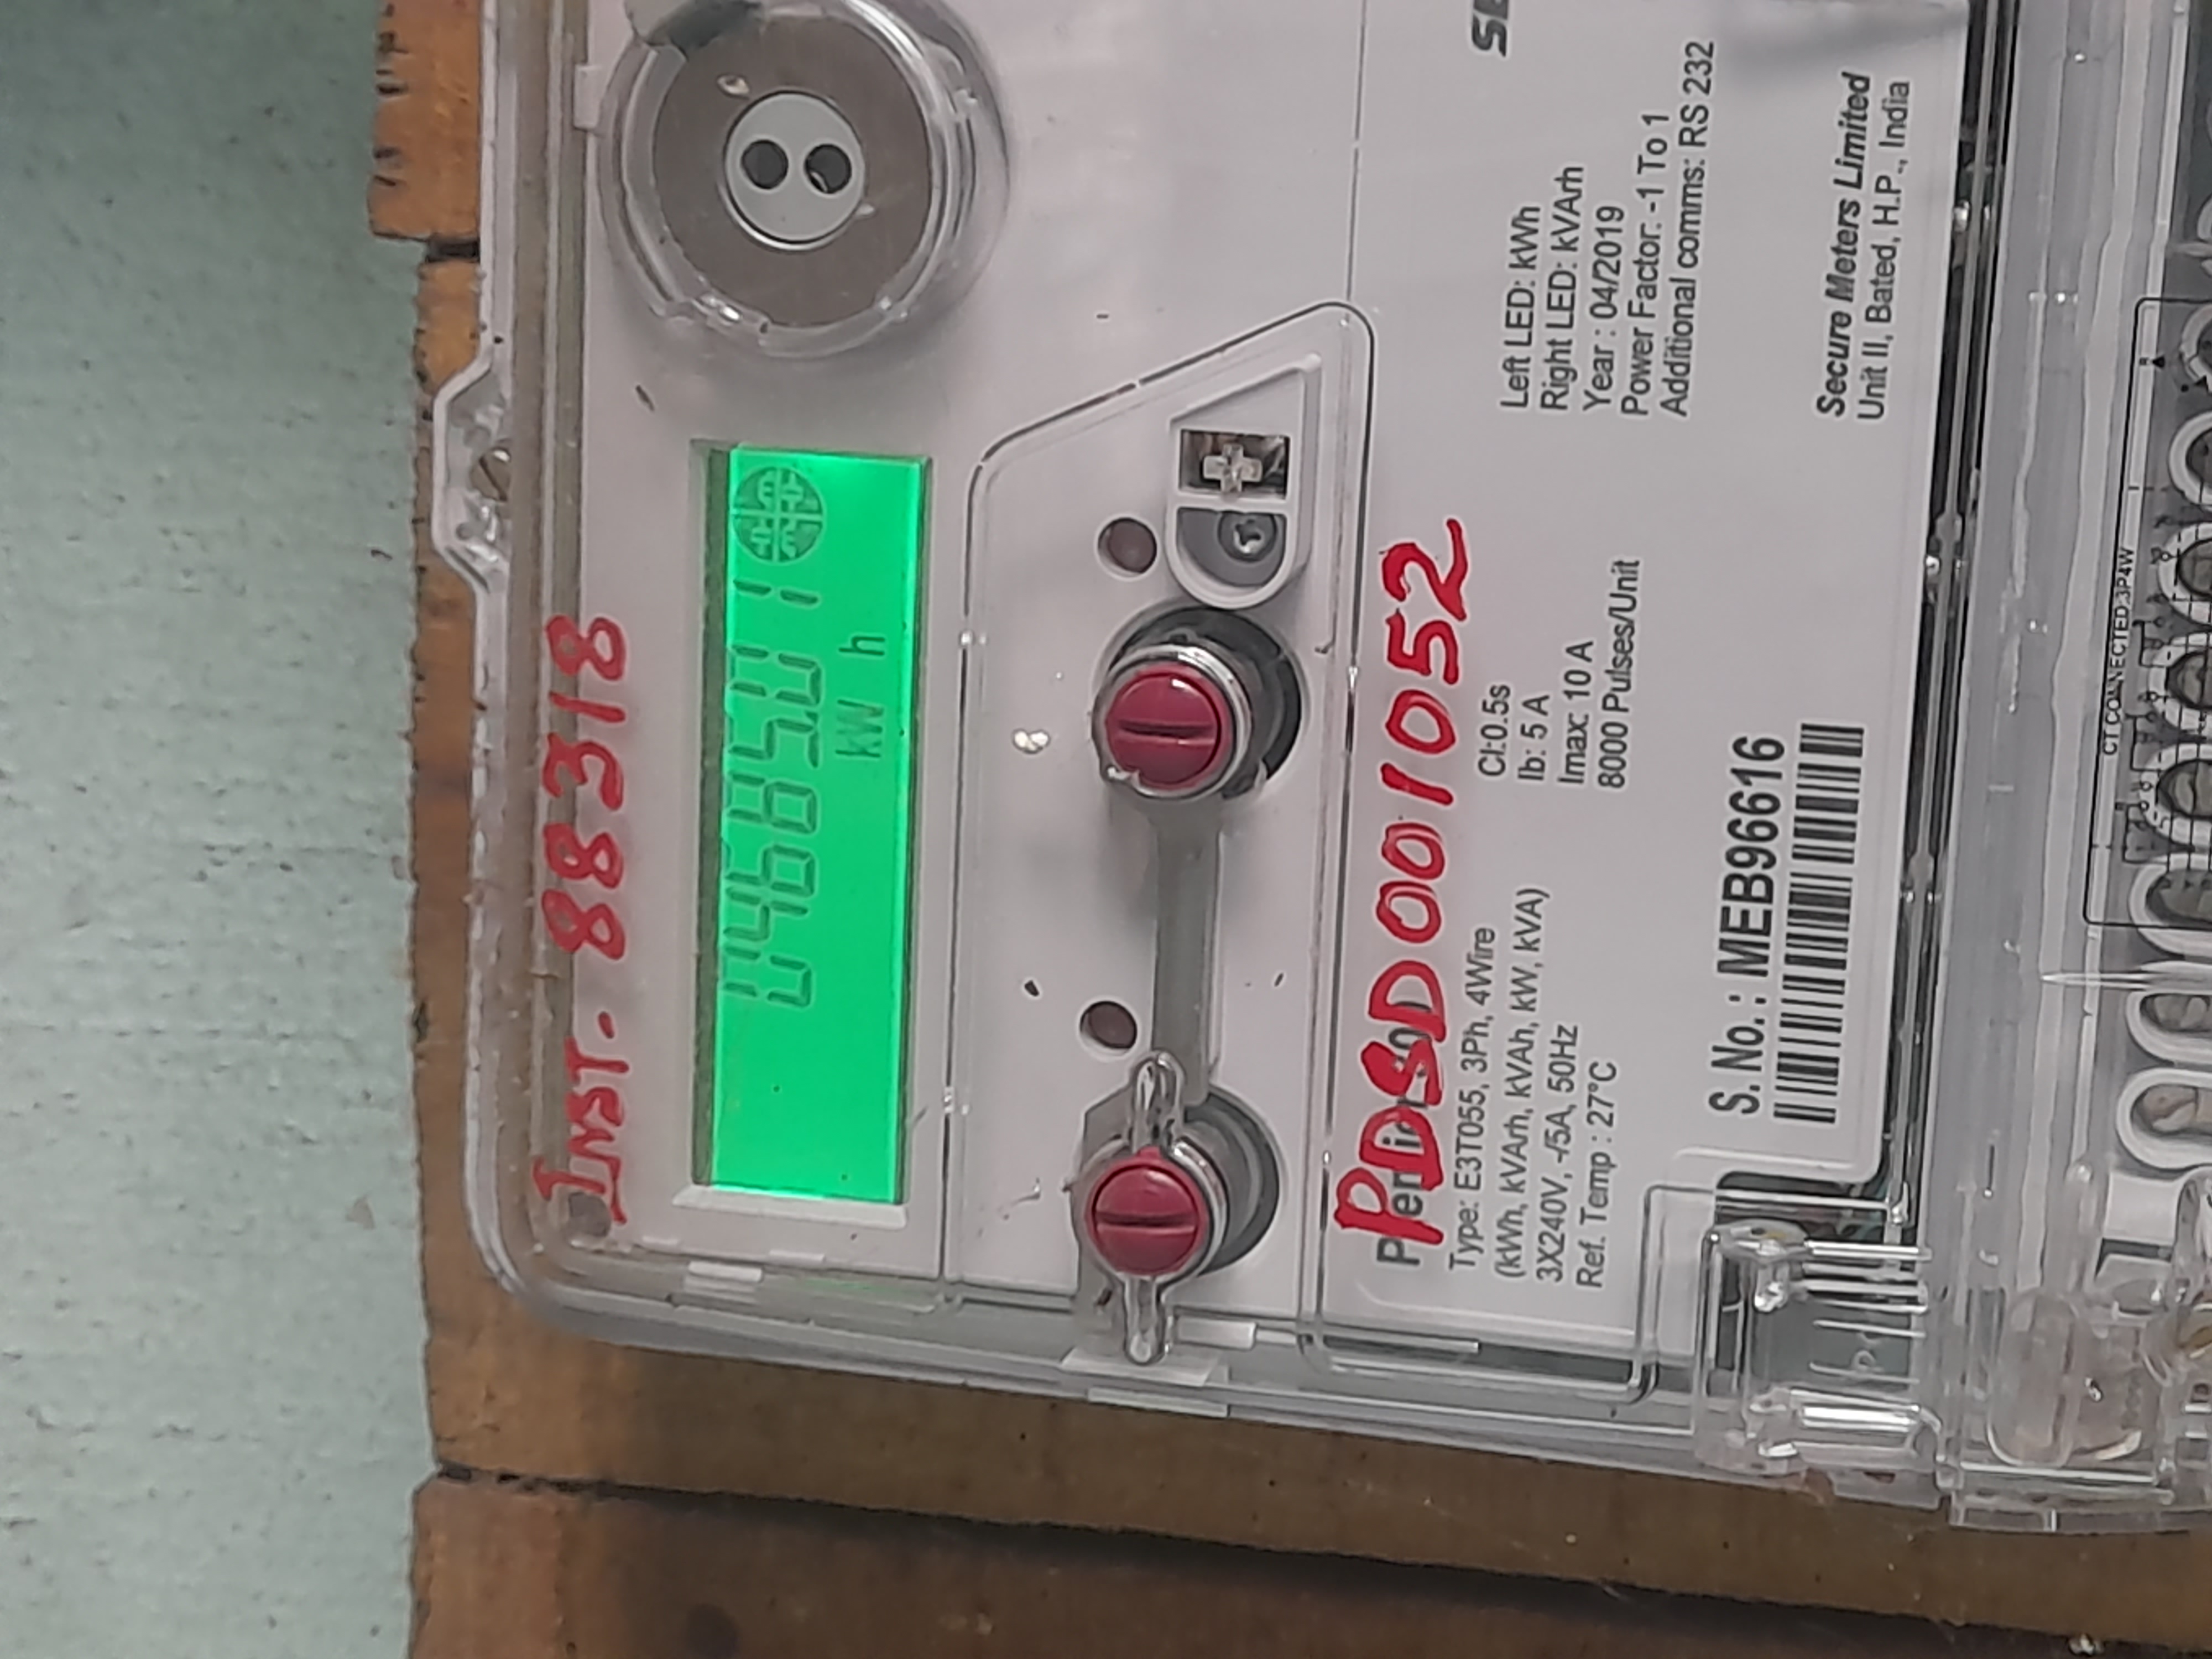 INST. 88318
0468501
kW h
PDSD001052
Type: E3T055, 3Ph, 4Wire
(kWh, kVArh, kVAh, kW, kVA)
3X240V, -/5A, 50Hz
Ref. Temp : 27°C
Cl:0.5s
Ib: 5 A
Imax: 10 A
8000 Pulses/Unit
Left LED: kWh
Right LED: kVArh
Year : 04/2019
Power Factor: -1 To 1
Additional comms: RS 232
S. No. : MEB96616
Secure Meters Limited
Unit II, Bated, H.P., India
CT CONNECTED 3P4W